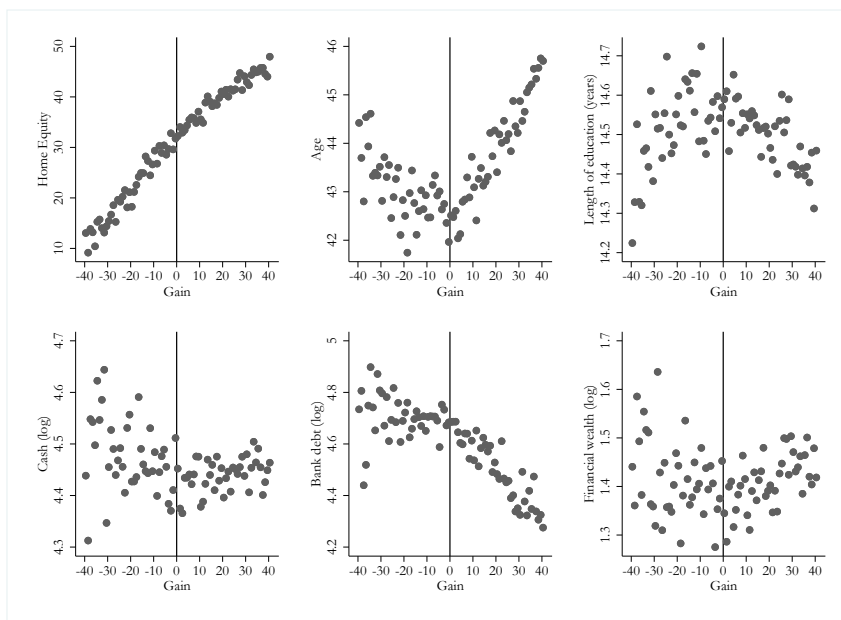 Home Equity
50
40
30
20
10
-40 -30 -20 -10 0 10 20 30 40
Gain
Age
46
45
44
43
42
-40 -30 -20 -10 0 10 20 30 40
Gain
Length of education (years)
14.7
14.6
14.5
14.4
14.3
14.2
-40 -30 -20 -10 0 10 20 30 40
Gain
Cash (log)
4.7
4.6
4.5
4.4
4.3
-40 -30 -20 -10 0 10 20 30 40
Gain
Bank debt (log)
5
4.8
4.6
4.4
4.2
-40 -30 -20 -10 0 10 20 30 40
Gain
Financial wealth (log)
1.7
1.6
1.5
1.4
1.3
-40 -30 -20 -10 0 10 20 30 40
Gain